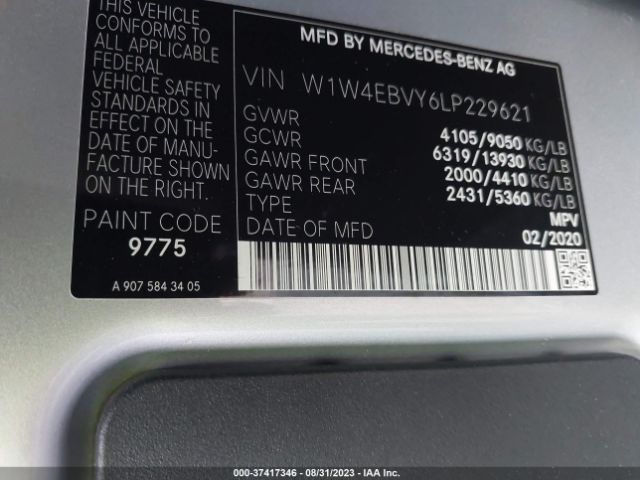 THIS VEHICLE
CONFORMS TO
ALL APPLICABLE
FEDERAL
VEHICLE SAFETY
STANDARDS IN
EFFECT ON THE
DATE OF MANU-
FACTURE SHOWN
ON THE RIGHT.
PAINT CODE
9775
A 907 584 34 05
MFD BY MERCEDES-BENZ AG
VIN W1W4EBVY6LP229621
GVWR 4105/9050 KG/LB
GCWR 6319/13930 KG/LB
GAWR FRONT 2000/4410 KG/LB
GAWR REAR 2431/5360 KG/LB
TYPE MPV
DATE OF MFD 02/2020
000-37417346 - 08/31/2023 - IAA Inc.